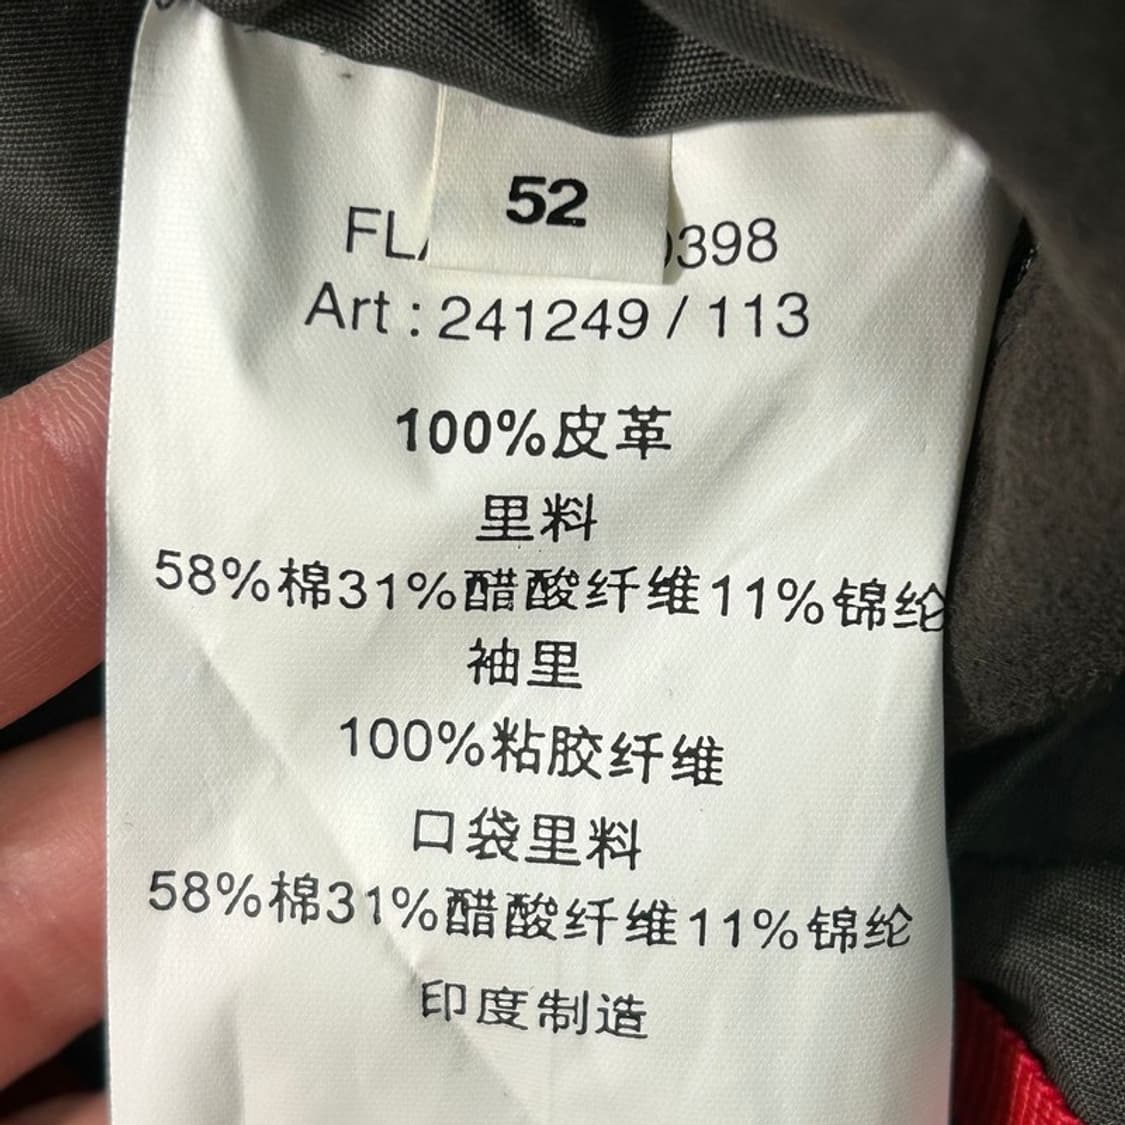 52
FL 398
Art : 241249 / 113
100%皮革
里料
58%棉31%醋酸纤维11%锦纶
袖里
100%粘胶纤维
口袋里料
58%棉31%醋酸纤维11%锦纶
印度制造